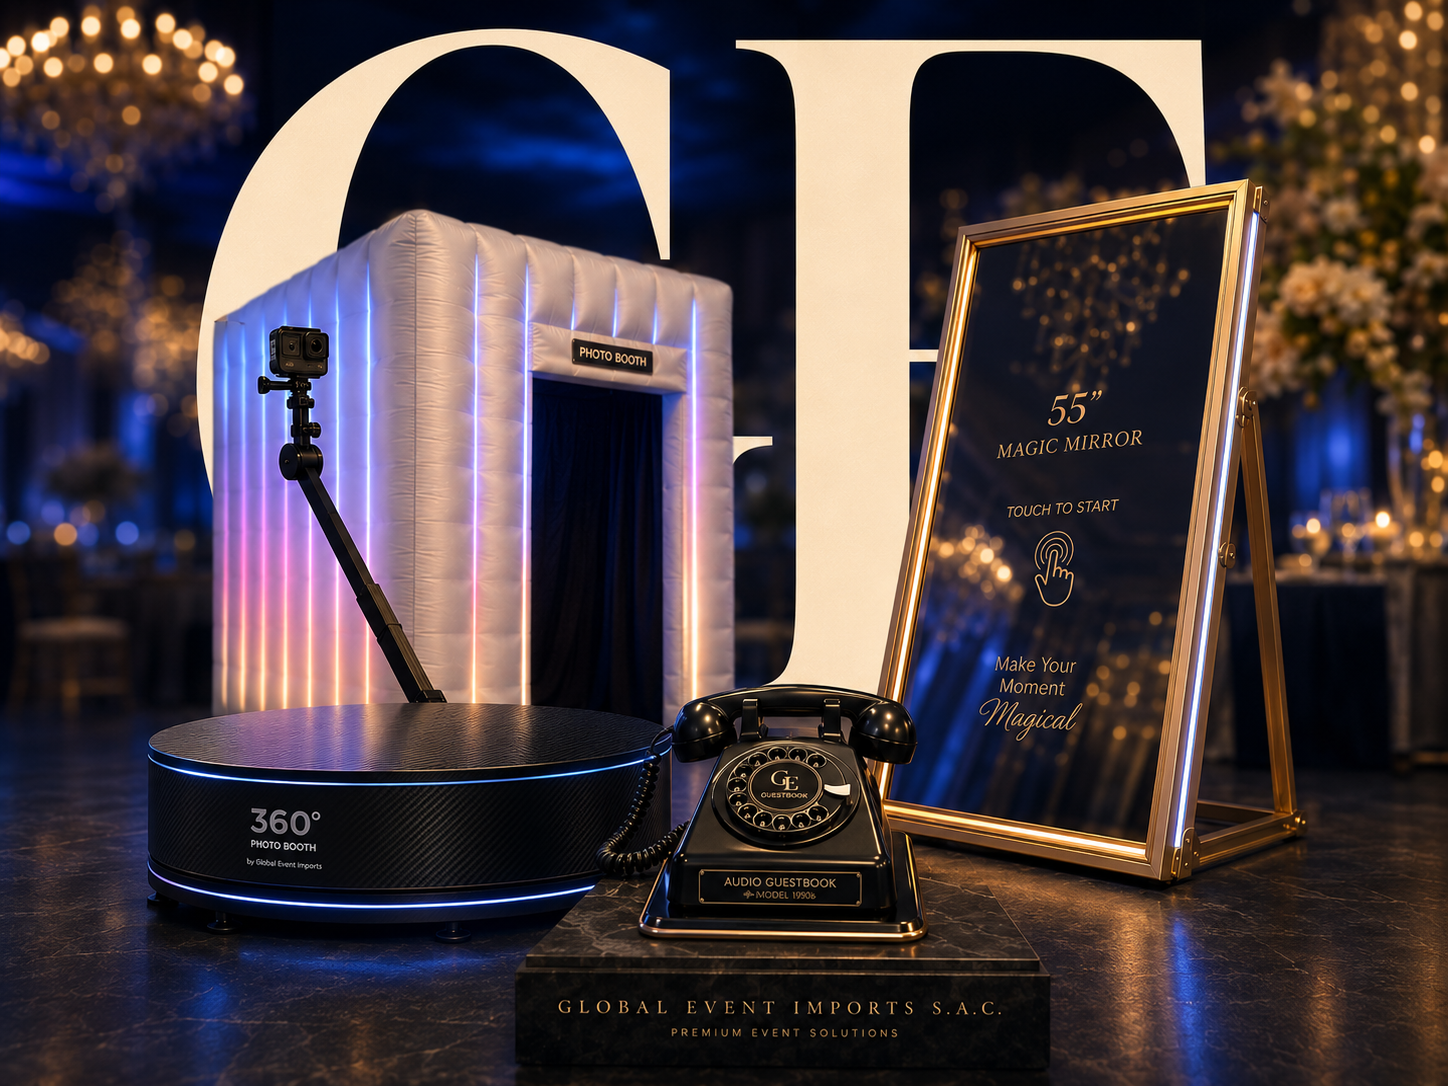 GE
PHOTO BOOTH
55”
MAGIC MIRROR
TOUCH TO START
Make Your
Moment
Magical
360°
PHOTO BOOTH
by Global Event Imports
GE
GUESTBOOK
AUDIO GUESTBOOK
MODEL 1990s
GLOBAL EVENT IMPORTS S.A.C.
PREMIUM EVENT SOLUTIONS